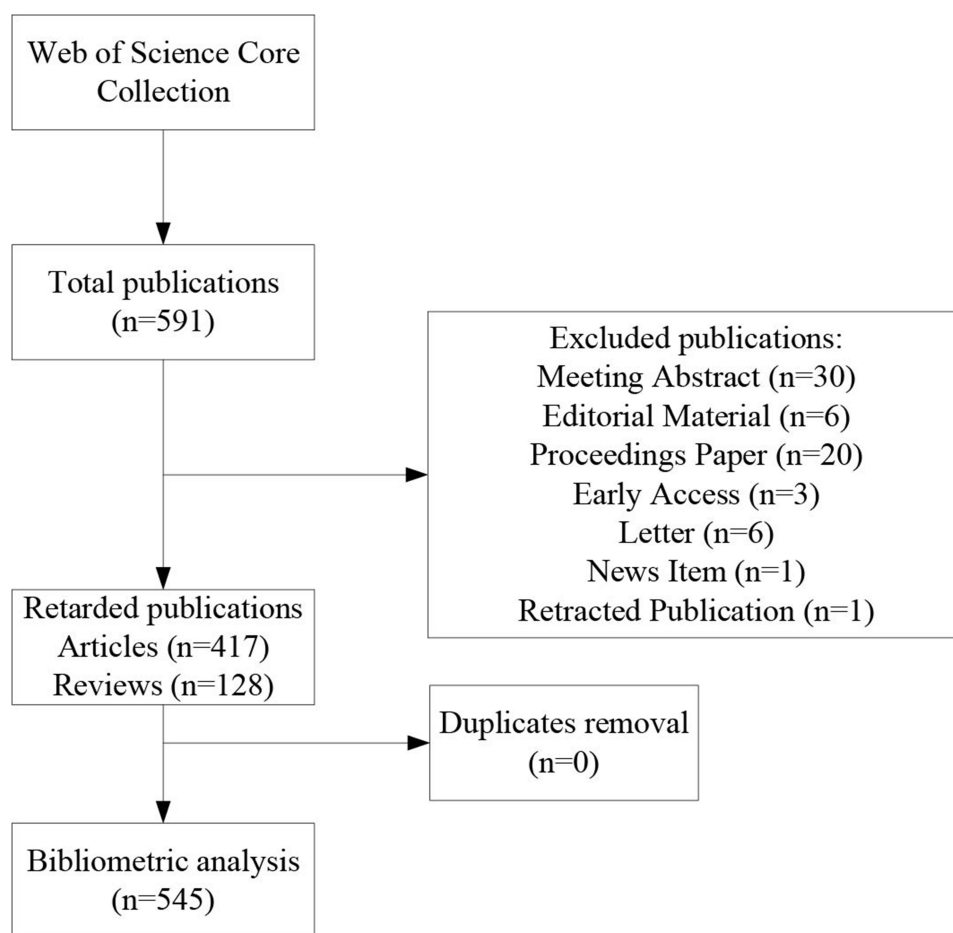 Web of Science Core
Collection
Total publications
(n=591)
Excluded publications:
Meeting Abstract (n=30)
Editorial Material (n=6)
Proceedings Paper (n=20)
Early Access (n=3)
Letter (n=6)
News Item (n=1)
Retracted Publication (n=1)
Retarded publications
Articles (n=417)
Reviews (n=128)
Duplicates removal
(n=0)
Bibliometric analysis
(n=545)